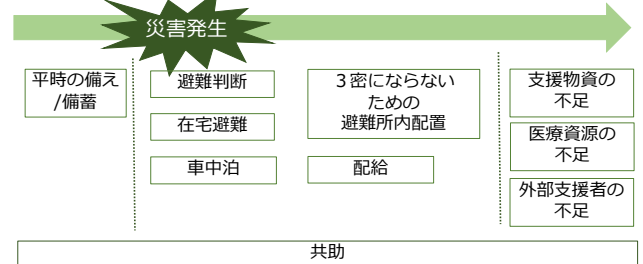 災害発生
平時の備え
/備蓄
避難判断
在宅避難
車中泊
３密にならない
ための
避難所内配置
配給
支援物資の
不足
医療資源の
不足
外部支援者の
不足
共助